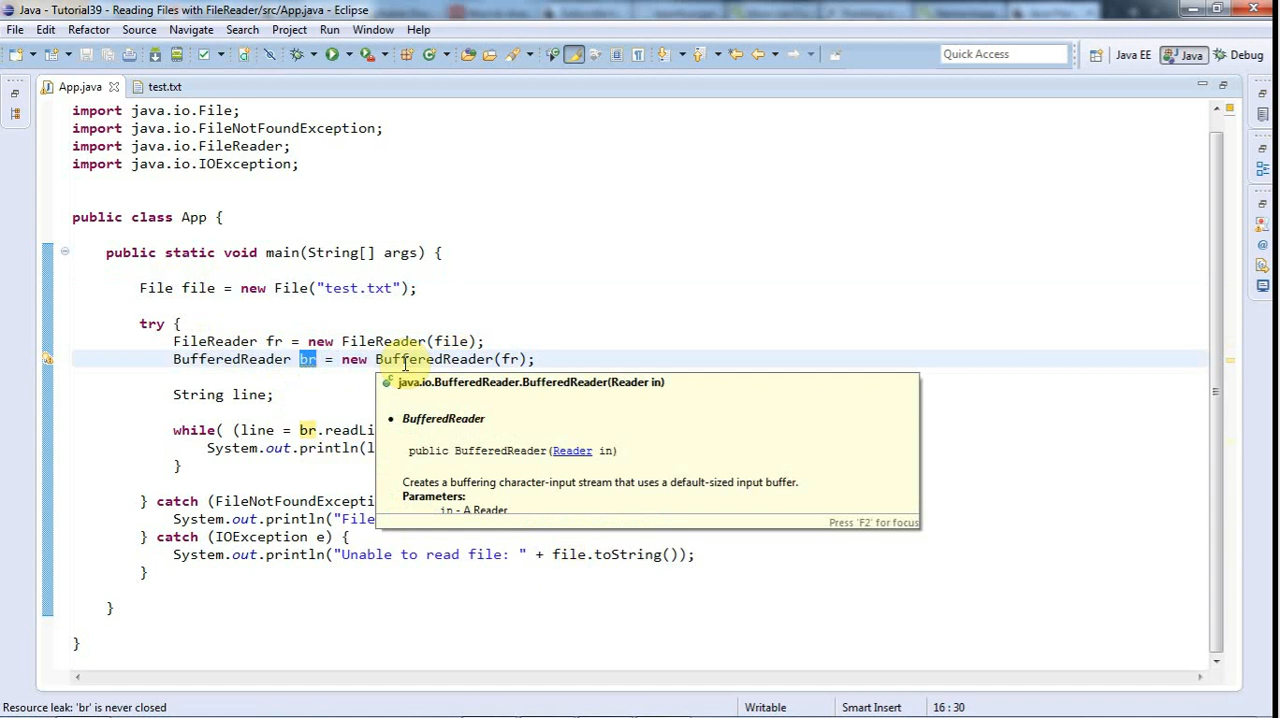 Java - Tutorial39 - Reading Files with FileReader/src/App.java - Eclipse
File Edit Refactor Source Navigate Search Project Run Window Help
Quick Access Java EE Java Debug
App.java test.txt
import java.io.File;
import java.io.FileNotFoundException;
import java.io.FileReader;
import java.io.IOException;
public class App {
public static void main(String[] args) {
File file = new File("test.txt");
try {
FileReader fr = new FileReader(file);
BufferedReader br = new BufferedReader(fr);
java.io.BufferedReader.BufferedReader(Reader in)
String line;
• BufferedReader
while( (line = br.readLi
System.out.println(l
public BufferedReader(Reader in)
}
Creates a buffering character-input stream that uses a default-sized input buffer.
Parameters:
in - A Reader
Press 'F2' for focus
} catch (FileNotFoundExcepti
System.out.println("File
} catch (IOException e) {
System.out.println("Unable to read file: " + file.toString());
}
}
}
Resource leak: 'br' is never closed Writable Smart Insert 16 : 30